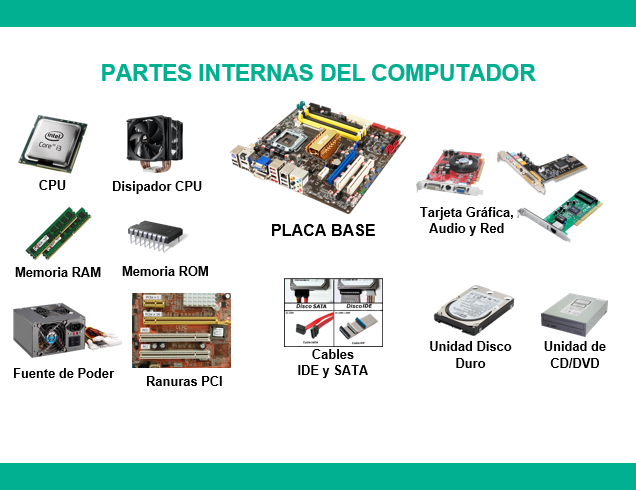 PARTES INTERNAS DEL COMPUTADOR
intel
Core™ i3
CPU
Disipador CPU
PLACA BASE
Tarjeta Gráfica,
Audio y Red
Memoria RAM
Memoria ROM
Disco SATA
Disco IDE
Cables
IDE y SATA
Fuente de Poder
Ranuras PCI
Unidad Disco
Duro
Unidad de
CD/DVD